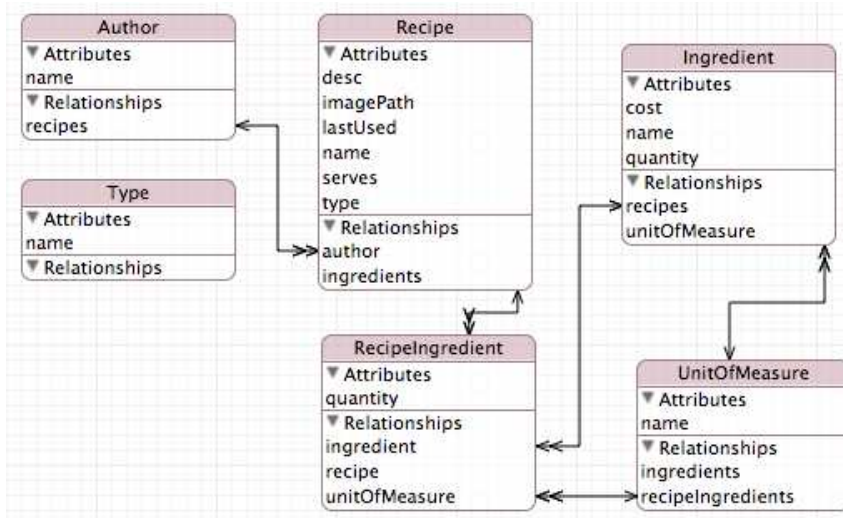 Author
Attributes
name
Relationships
recipes
Type
Attributes
name
Relationships
Recipe
Attributes
desc
imagePath
lastUsed
name
serves
type
Relationships
author
ingredients
Ingredient
Attributes
cost
name
quantity
Relationships
recipes
unitOfMeasure
RecipeIngredient
Attributes
quantity
Relationships
ingredient
recipe
unitOfMeasure
UnitOfMeasure
Attributes
name
Relationships
ingredients
recipeIngredients